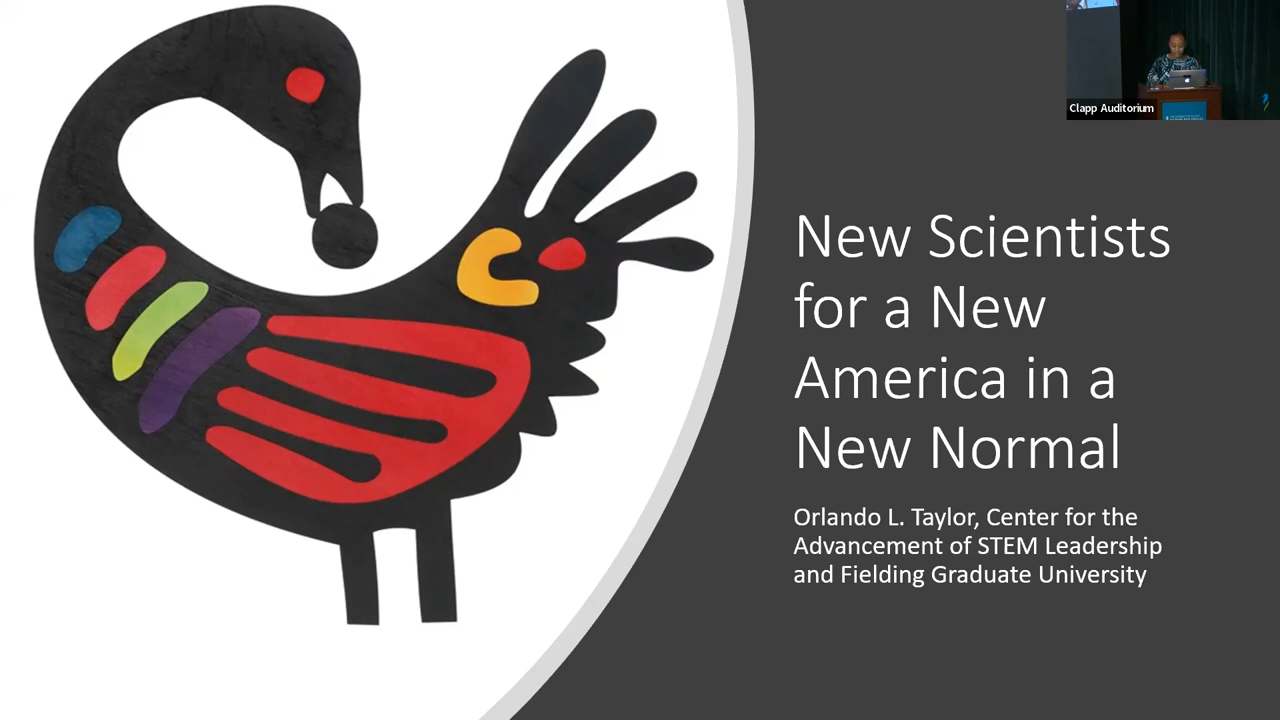 Clapp Auditorium
New Scientists
for a New
America in a
New Normal
Orlando L. Taylor, Center for the
Advancement of STEM Leadership
and Fielding Graduate University